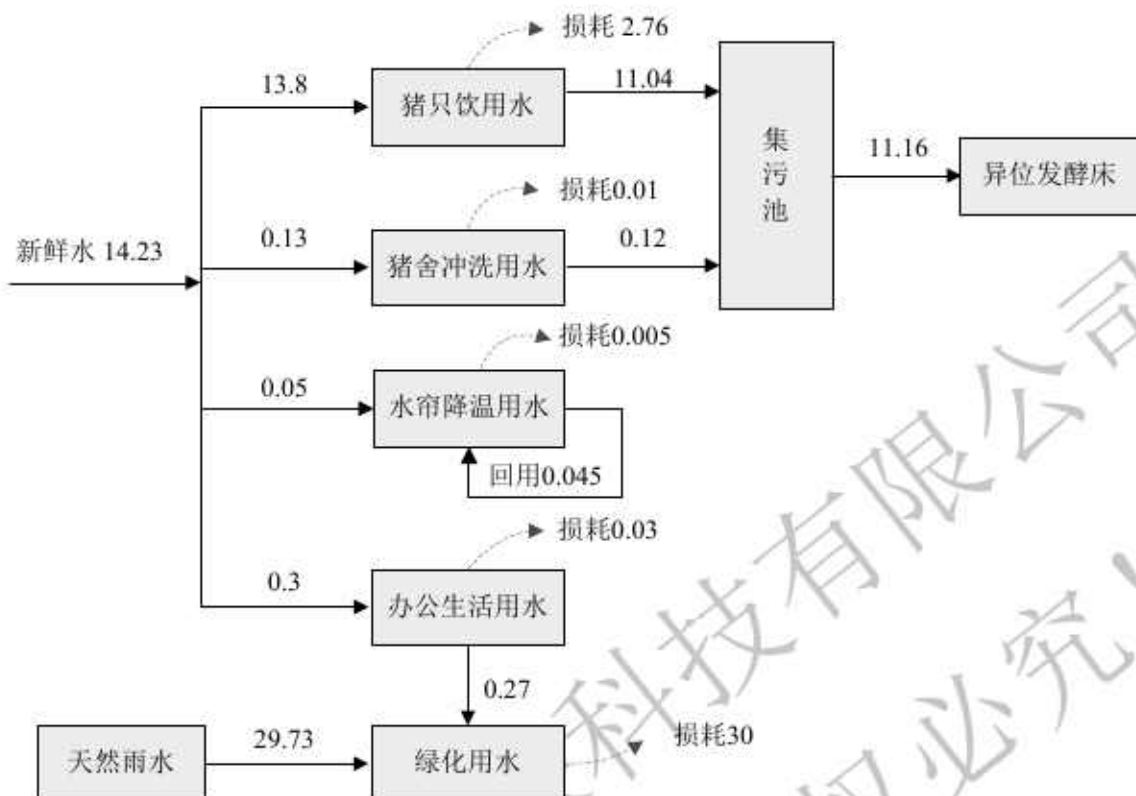 损耗 2.76
13.8
猪只饮用水
11.04
集污池
11.16
异位发酵床
损耗0.01
新鲜水 14.23
0.13
猪舍冲洗用水
0.12
损耗0.005
0.05
水帘降温用水
回用0.045
损耗0.03
0.3
办公生活用水
0.27
天然雨水
29.73
绿化用水
损耗30
科技有限公司
权必究!